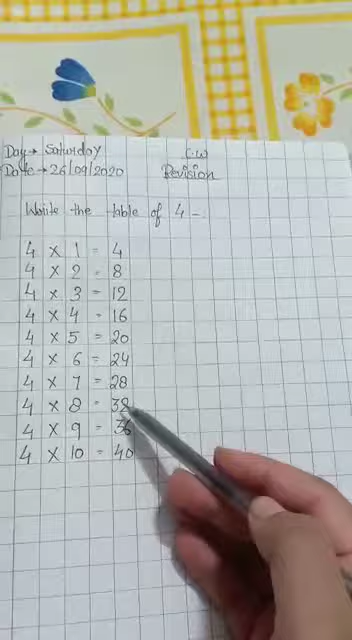 Day → Saturday (C.W)
Date → 26/09/2020 Revision
Write the table of 4 -
4 × 1 = 4
4 × 2 = 8
4 × 3 = 12
4 × 4 = 16
4 × 5 = 20
4 × 6 = 24
4 × 7 = 28
4 × 8 = 32
4 × 9 = 36
4 × 10 = 40